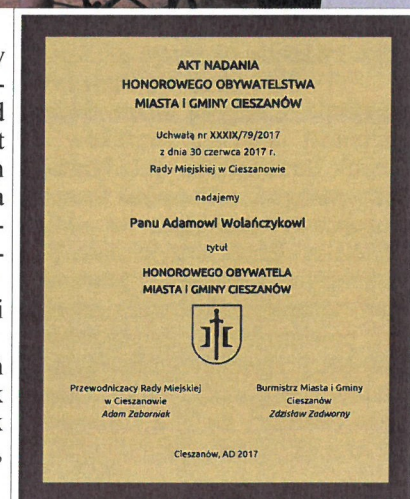 AKT NADANIA
HONOROWEGO OBYWATELSTWA
MIASTA I GMINY CIESZANÓW
Uchwałą nr XXXIX/79/2017
z dnia 30 czerwca 2017 r.
Rady Miejskiej w Cieszanowie
nadajemy
Panu Adamowi Wolańczykowi
tytuł
HONOROWEGO OBYWATELA
MIASTA I GMINY CIESZANÓW
Przewodniczący Rady Miejskiej
w Cieszanowie
Adam Zaborniak
Burmistrz Miasta i Gminy
Cieszanów
Zdzisław Zadworny
Cieszanów, AD 2017